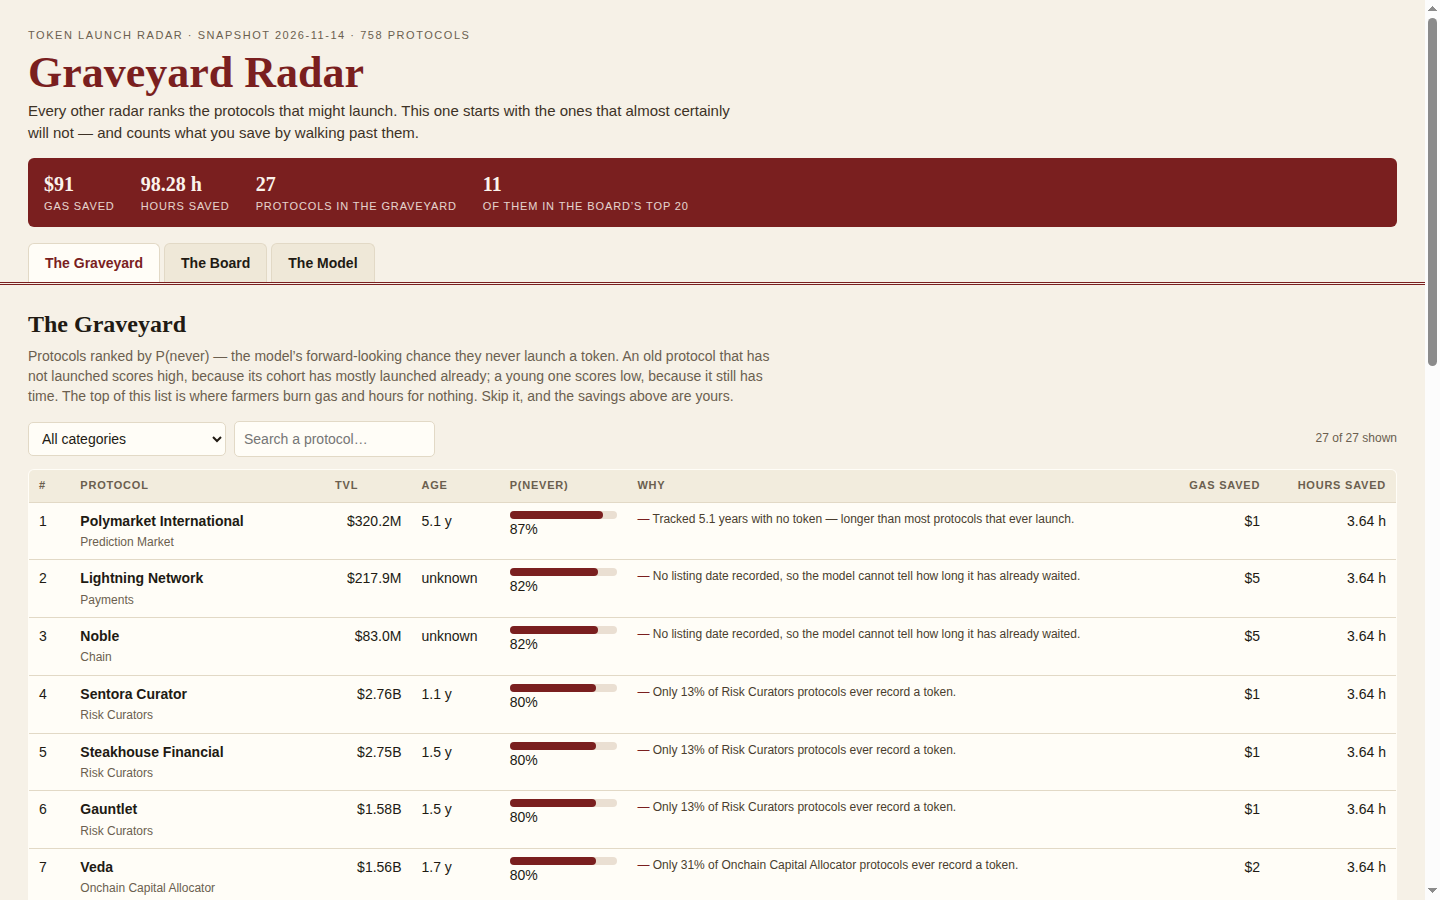 TOKEN LAUNCH RADAR · SNAPSHOT 2026-11-14 · 758 PROTOCOLS
Graveyard Radar
Every other radar ranks the protocols that might launch. This one starts with the ones that almost certainly
will not — and counts what you save by walking past them.
$91 98.28 h 27 11
GAS SAVED HOURS SAVED PROTOCOLS IN THE GRAVEYARD OF THEM IN THE BOARD'S TOP 20
The Graveyard The Board The Model
The Graveyard
Protocols ranked by P(never) — the model's forward-looking chance they never launch a token. An old protocol that has
not launched scores high, because its cohort has mostly launched already; a young one scores low, because it still has
time. The top of this list is where farmers burn gas and hours for nothing. Skip it, and the savings above are yours.
All categories Search a protocol… 27 of 27 shown
# PROTOCOL TVL AGE P(NEVER) WHY GAS SAVED HOURS SAVED
1 Polymarket International $320.2M 5.1 y 87% — Tracked 5.1 years with no token — longer than most protocols that ever launch. $1 3.64 h
Prediction Market
2 Lightning Network $217.9M unknown 82% — No listing date recorded, so the model cannot tell how long it has already waited. $5 3.64 h
Payments
3 Noble $83.0M unknown 82% — No listing date recorded, so the model cannot tell how long it has already waited. $5 3.64 h
Chain
4 Sentora Curator $2.76B 1.1 y 80% — Only 13% of Risk Curators protocols ever record a token. $1 3.64 h
Risk Curators
5 Steakhouse Financial $2.75B 1.5 y 80% — Only 13% of Risk Curators protocols ever record a token. $1 3.64 h
Risk Curators
6 Gauntlet $1.58B 1.5 y 80% — Only 13% of Risk Curators protocols ever record a token. $1 3.64 h
Risk Curators
7 Veda $1.56B 1.7 y 80% — Only 31% of Onchain Capital Allocator protocols ever record a token. $2 3.64 h
Onchain Capital Allocator